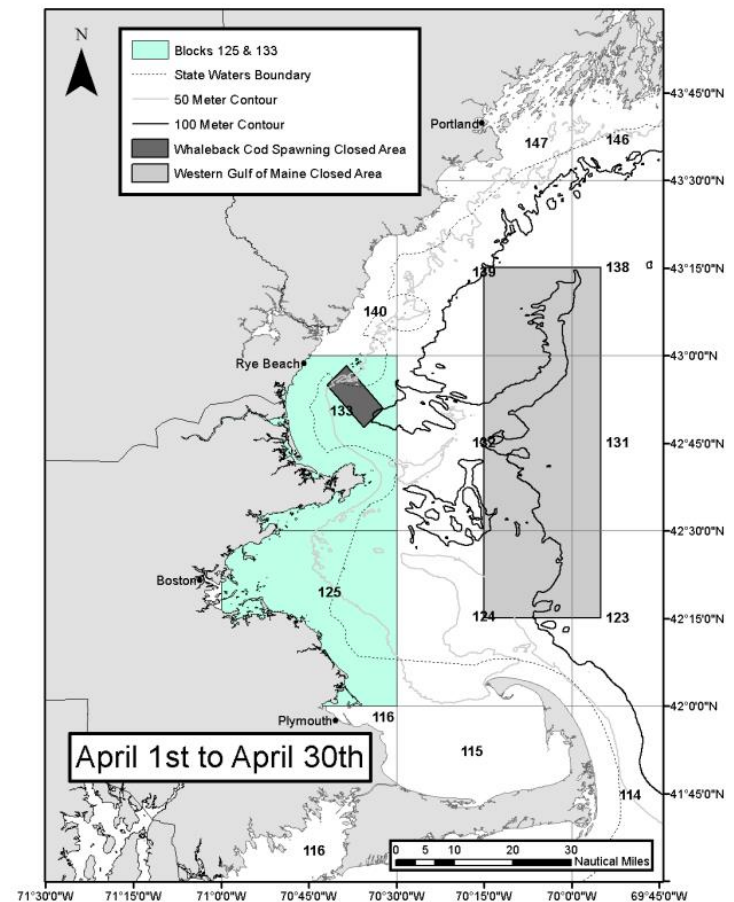 N
Blocks 125 & 133
State Waters Boundary
50 Meter Contour
100 Meter Contour
Whaleback Cod Spawning Closed Area
Western Gulf of Maine Closed Area
Portland
147
146
43°45'0"N
43°30'0"N
139
138
43°15'0"N
140
Rye Beach
43°0'0"N
133
132
131
42°45'0"N
42°30'0"N
Boston
125
124
123
42°15'0"N
42°0'0"N
Plymouth
116
April 1st to April 30th
115
114
41°45'0"N
116
0 5 10 20 30
Nautical Miles
71°30'0"W 71°15'0"W 71°0'0"W 70°45'0"W 70°30'0"W 70°15'0"W 70°0'0"W 69°45'0"W